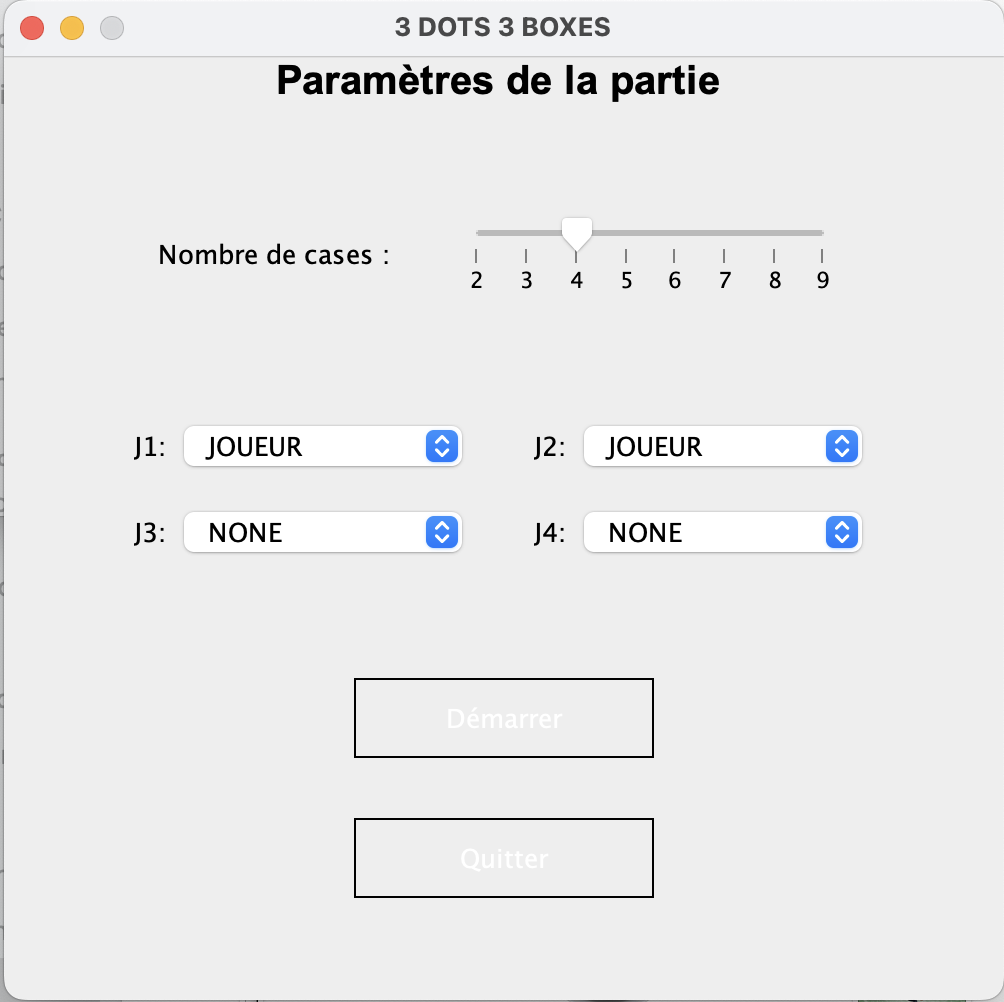 3 DOTS 3 BOXES
Paramètres de la partie
Nombre de cases :
2 3 4 5 6 7 8 9
J1: JOUEUR J2: JOUEUR
J3: NONE J4: NONE
Démarrer
Quitter